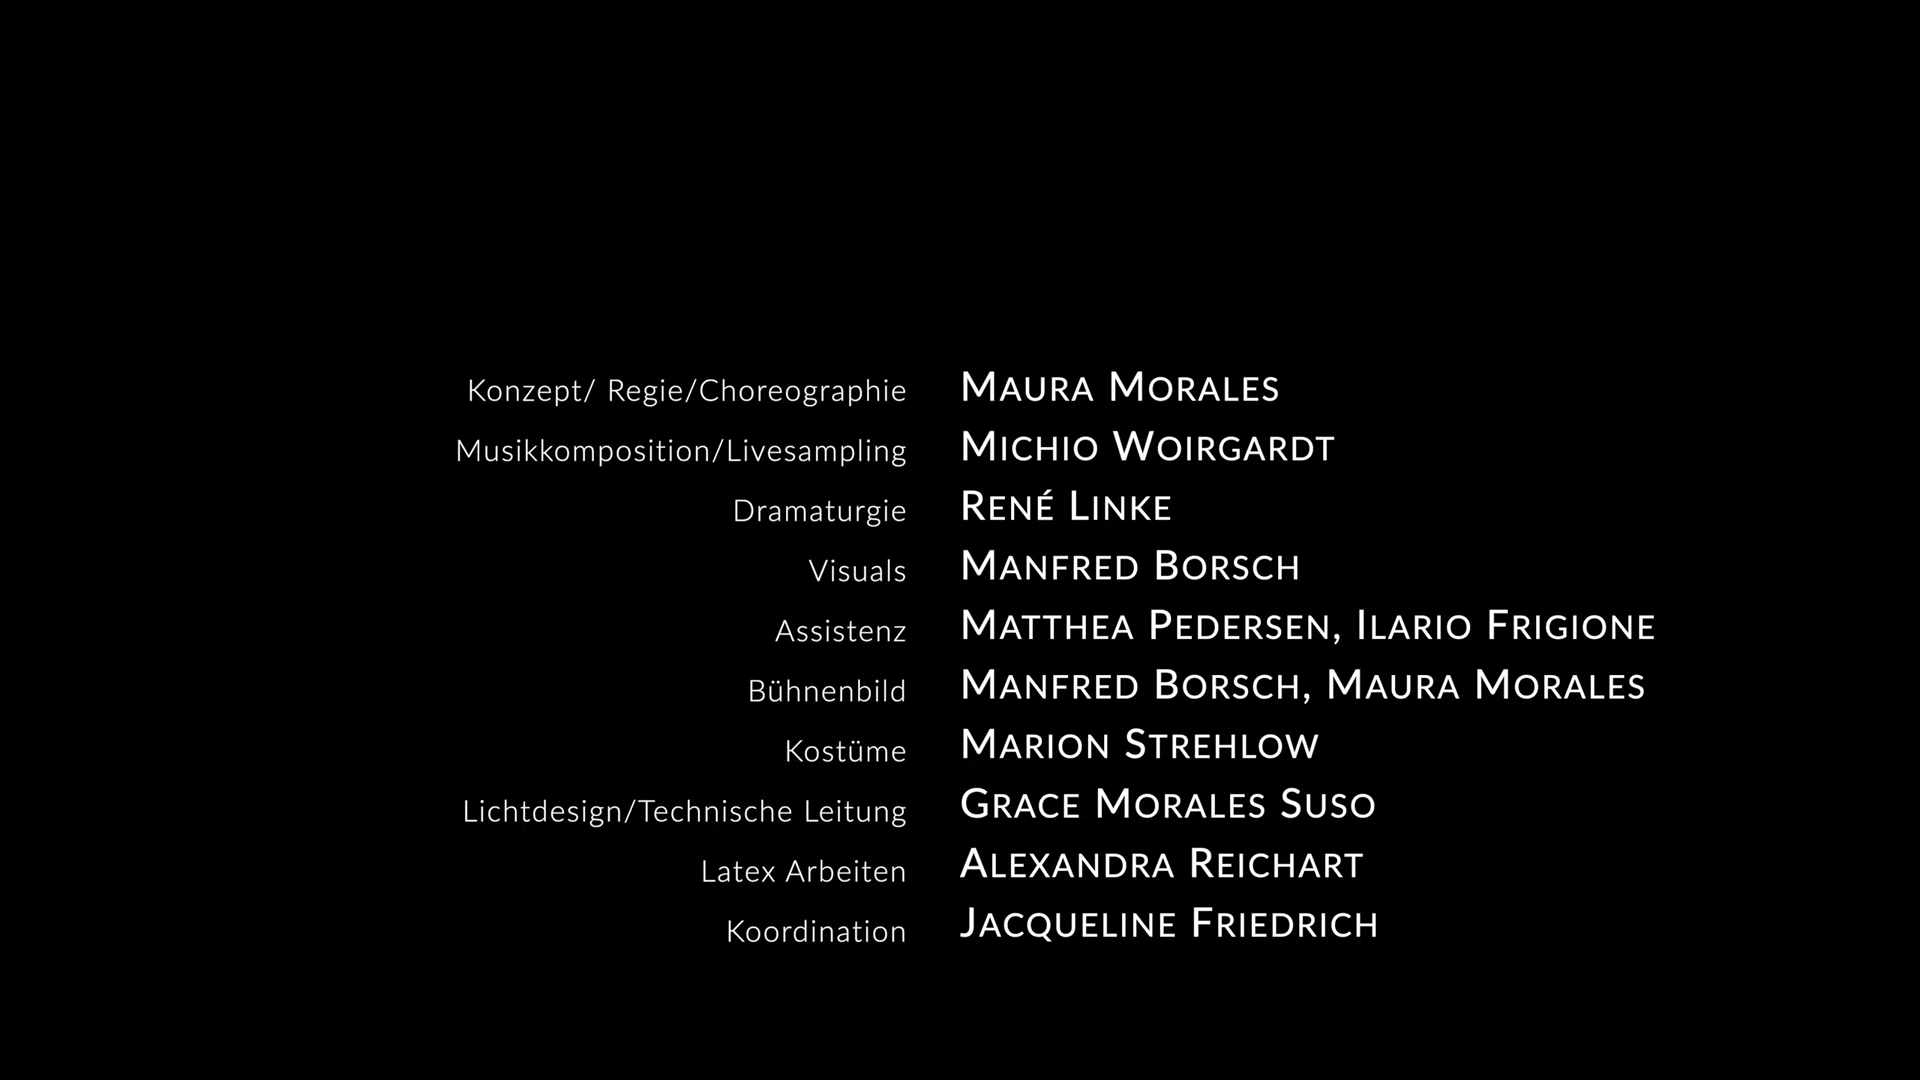 Konzept/ Regie/Choreographie MAURA MORALES
Musikkomposition/Livesampling MICHIO WOIRGARDT
Dramaturgie RENÉ LINKE
Visuals MANFRED BORSCH
Assistenz MATTHEA PEDERSEN, ILARIO FRIGIONE
Bühnenbild MANFRED BORSCH, MAURA MORALES
Kostüme MARION STREHLOW
Lichtdesign/Technische Leitung GRACE MORALES SUSO
Latex Arbeiten ALEXANDRA REICHART
Koordination JACQUELINE FRIEDRICH